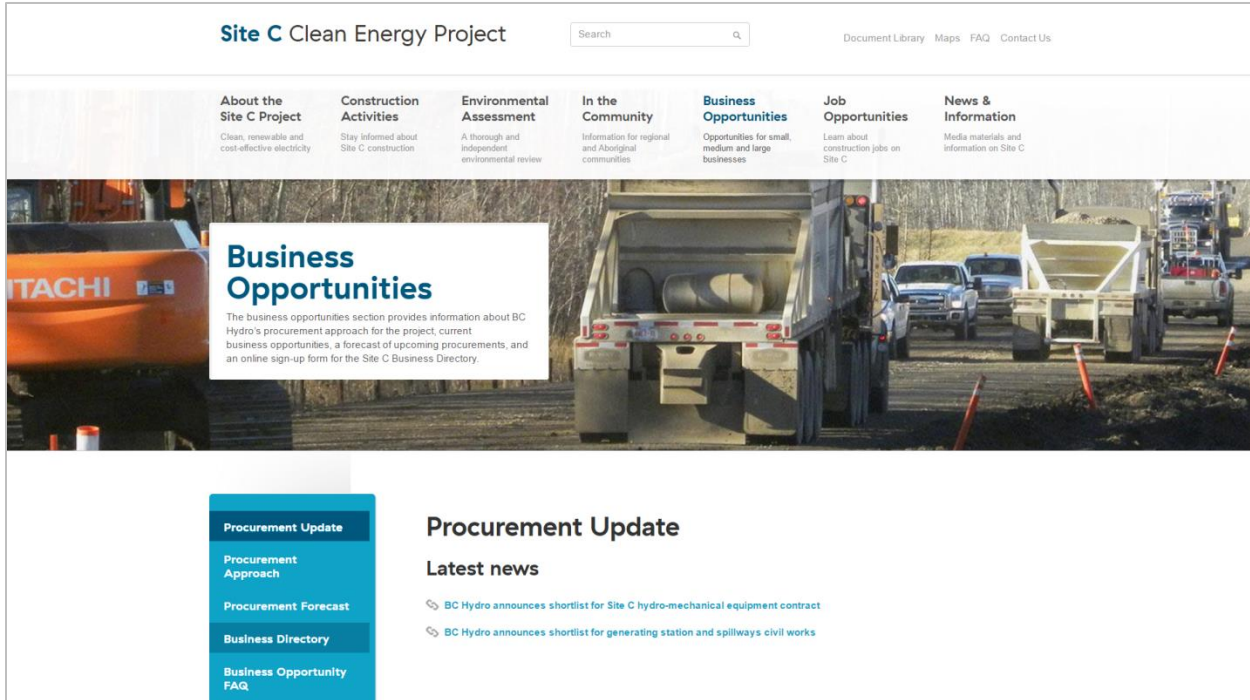 Site C Clean Energy Project
Search
Document Library Maps FAQ Contact Us
About the
Site C Project
Clean, renewable and
cost-effective electricity
Construction
Activities
Stay informed about
Site C construction
Environmental
Assessment
A thorough and
independent
environmental review
In the
Community
Information for regional
and Aboriginal
communities
Business
Opportunities
Opportunities for small,
medium and large
businesses
Job
Opportunities
Learn about
construction jobs on
Site C
News &
Information
Media materials and
information on Site C
ITACHI
Business
Opportunities
The business opportunities section provides information about BC
Hydro's procurement approach for the project, current
business opportunities, a forecast of upcoming procurements, and
an online sign-up form for the Site C Business Directory.
Procurement Update
Procurement
Approach
Procurement Forecast
Business Directory
Business Opportunity
FAQ
Procurement Update
Latest news
BC Hydro announces shortlist for Site C hydro-mechanical equipment contract
BC Hydro announces shortlist for generating station and spillways civil works